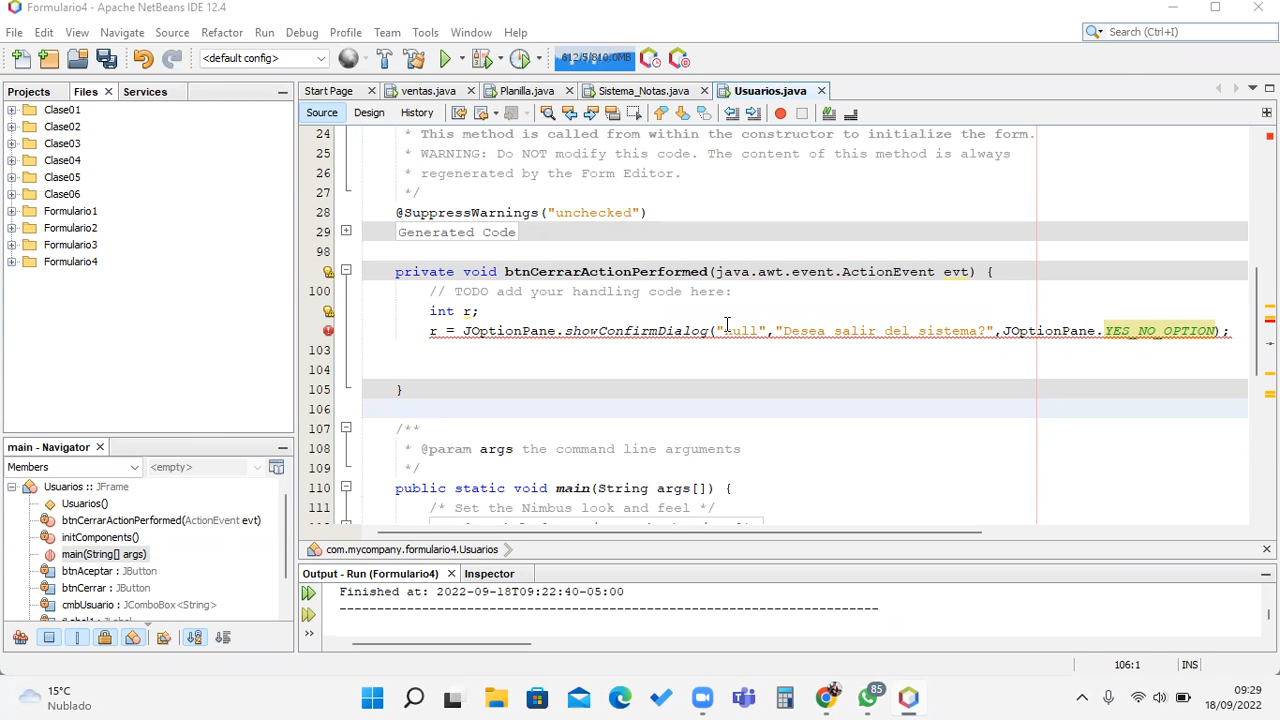 Formulario4 - Apache NetBeans IDE 12.4
File Edit View Navigate Source Refactor Run Debug Profile Team Tools Window Help
Search (Ctrl+I)
<default config>
612,5/810,0MB
Projects Files Services
Start Page ventas.java Planilla.java Sistema_Notas.java Usuarios.java
Source Design History
Clase01
Clase02
Clase03
Clase04
Clase05
Clase06
Formulario1
Formulario2
Formulario3
Formulario4
24 * This method is called from within the constructor to initialize the form.
25 * WARNING: Do NOT modify this code. The content of this method is always
26 * regenerated by the Form Editor.
27 */
28 @SuppressWarnings("unchecked")
29 Generated Code
98
private void btnCerrarActionPerformed(java.awt.event.ActionEvent evt) {
100 // TODO add your handling code here:
int r;
r = JOptionPane.showConfirmDialog("null","Desea salir del sistema?",JOptionPane.YES_NO_OPTION);
103
104
105 }
106
107 /**
108 * @param args the command line arguments
109 */
110 public static void main(String args[]) {
/* Set the Nimbus look and feel */
main - Navigator
Members <empty>
Usuarios :: JFrame
Usuarios()
btnCerrarActionPerformed(ActionEvent evt)
initComponents()
main(String[] args)
btnAceptar : JButton
btnCerrar : JButton
cmbUsuario : JComboBox<String>
com.mycompany.formulario4.Usuarios
Output - Run (Formulario4) Inspector
Finished at: 2022-09-18T09:22:40-05:00
------------------------------------------------------------------------
106:1 INS
15°C
Nublado
85
09:29
18/09/2022